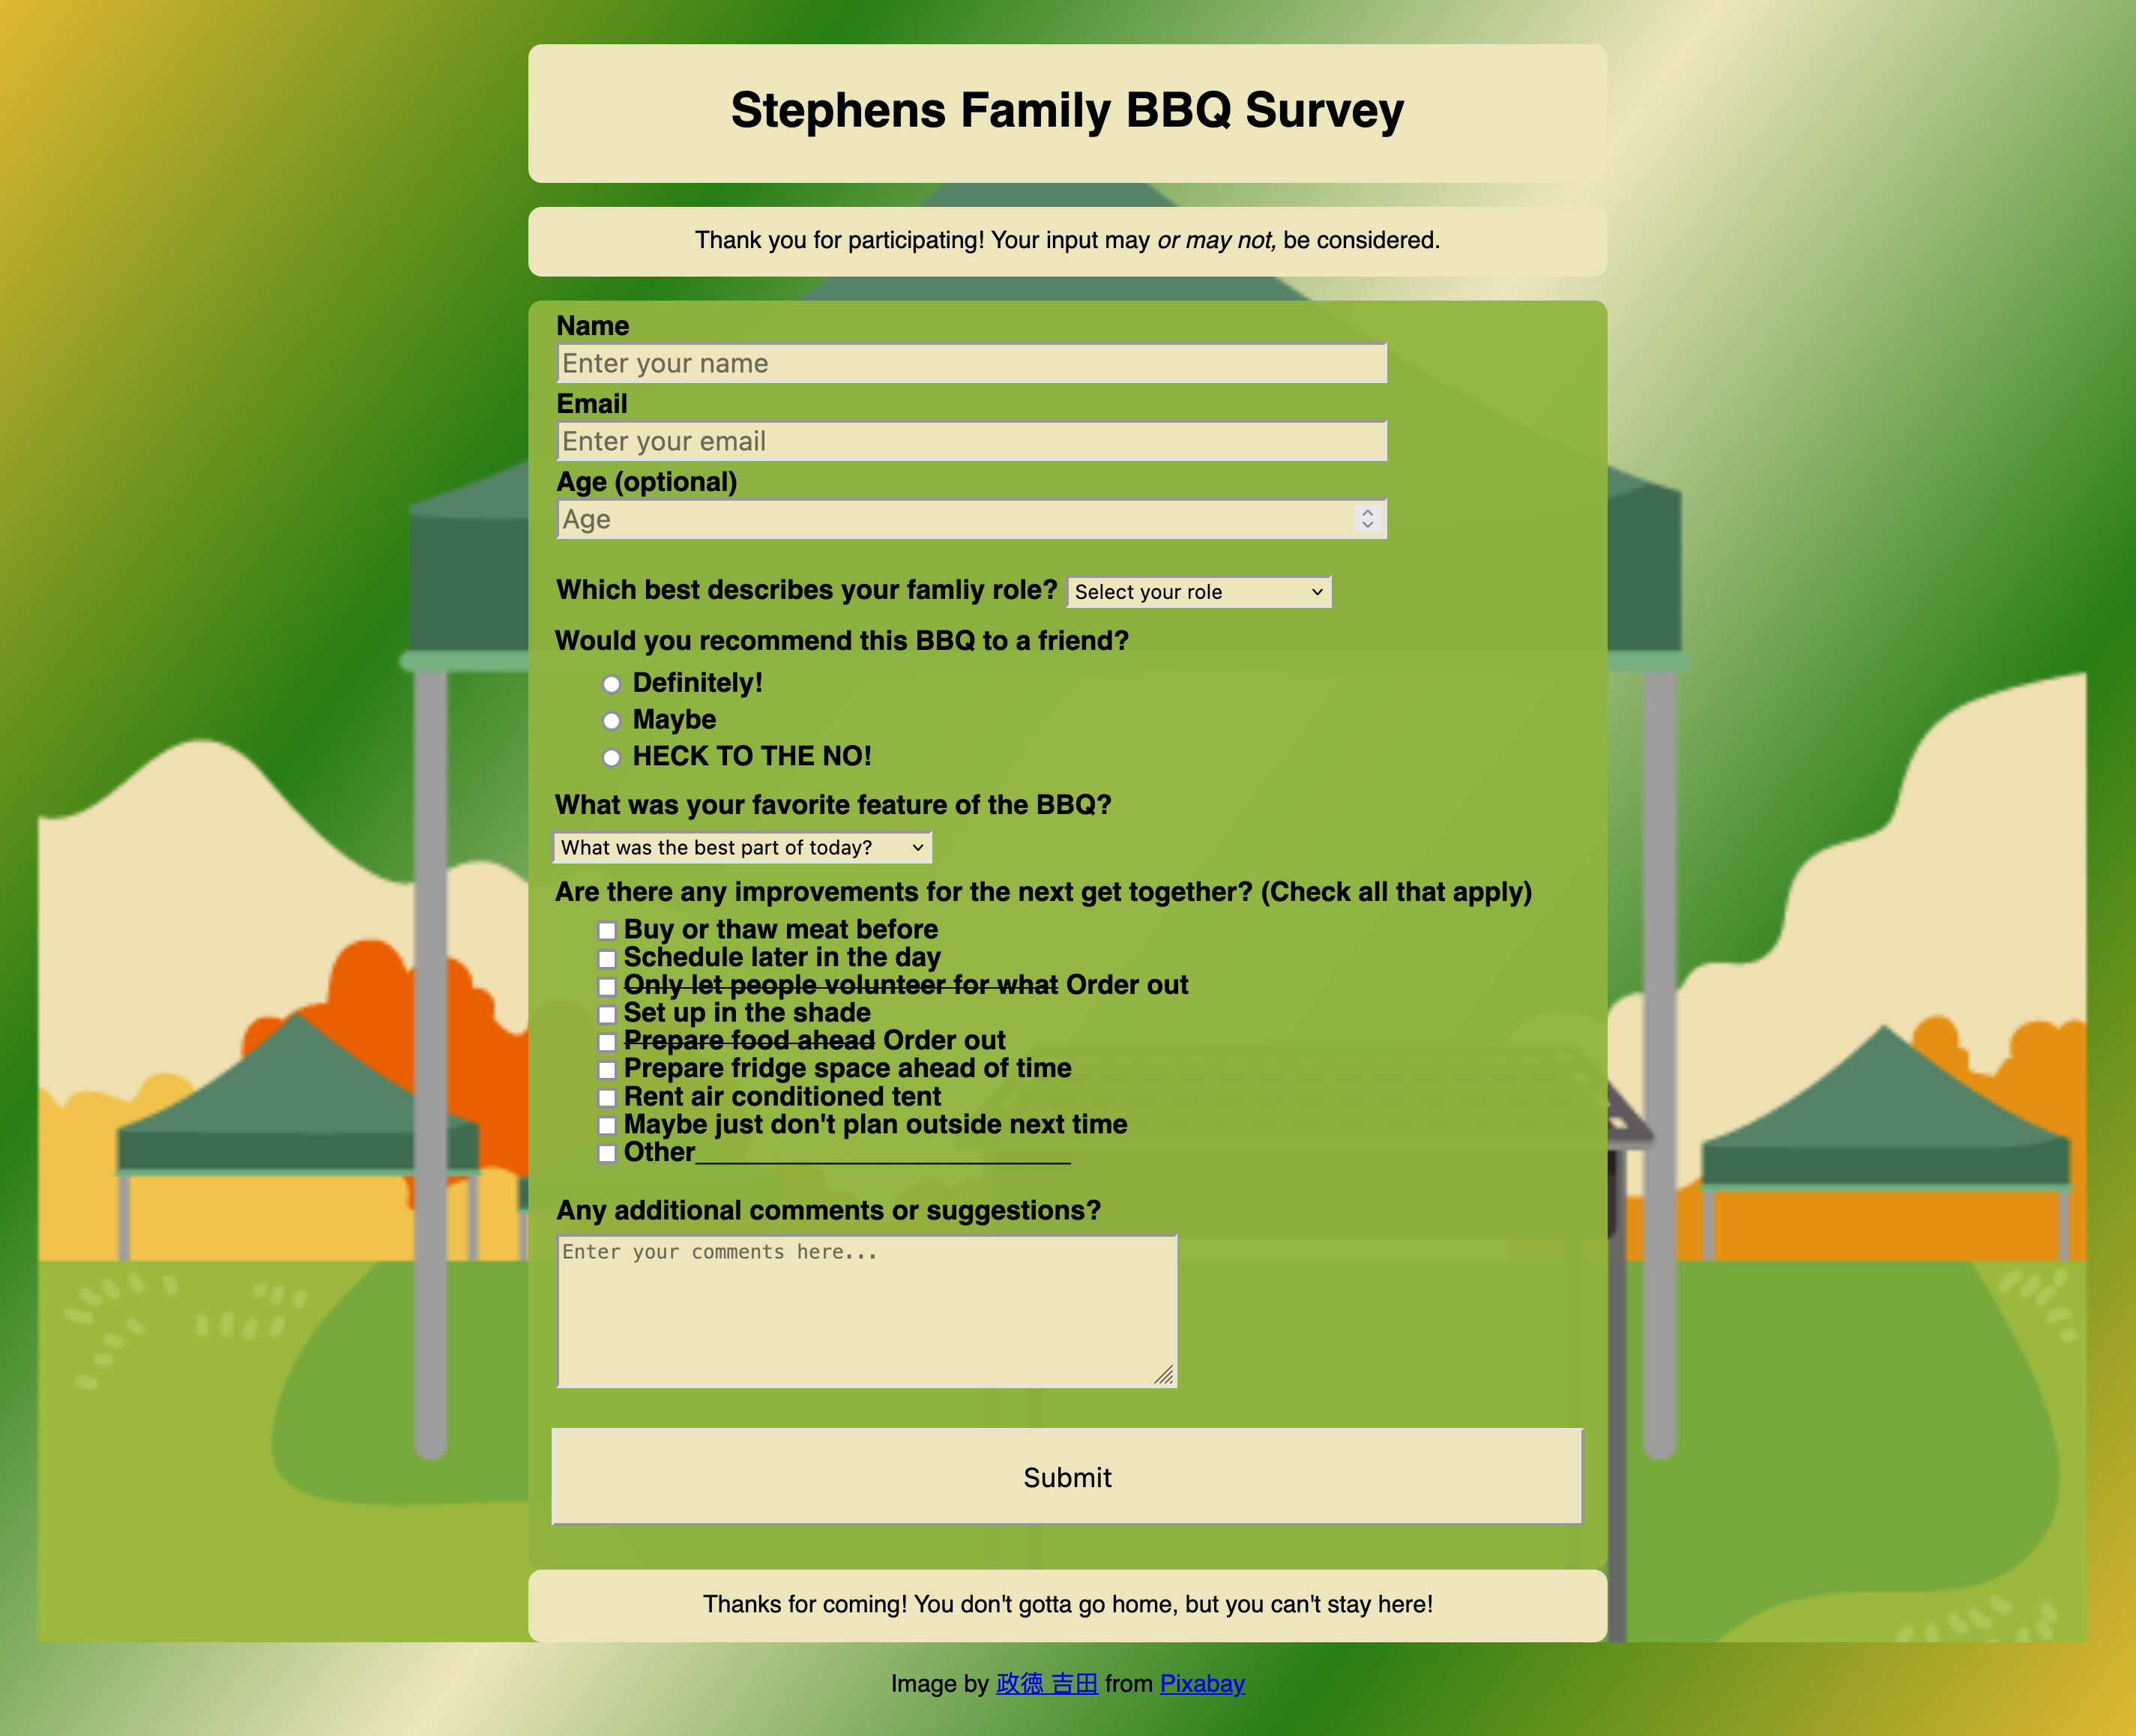 Stephens Family BBQ Survey
Thank you for participating! Your input may or may not, be considered.
Name
Enter your name
Email
Enter your email
Age (optional)
Age
Which best describes your famliy role? Select your role
Would you recommend this BBQ to a friend?
Definitely!
Maybe
HECK TO THE NO!
What was your favorite feature of the BBQ?
What was the best part of today?
Are there any improvements for the next get together? (Check all that apply)
Buy or thaw meat before
Schedule later in the day
Only let people volunteer for what Order out
Set up in the shade
Prepare food ahead Order out
Prepare fridge space ahead of time
Rent air conditioned tent
Maybe just don't plan outside next time
Other_________________________
Any additional comments or suggestions?
Enter your comments here...
Submit
Thanks for coming! You don't gotta go home, but you can't stay here!
Image by 政徳 吉田 from Pixabay